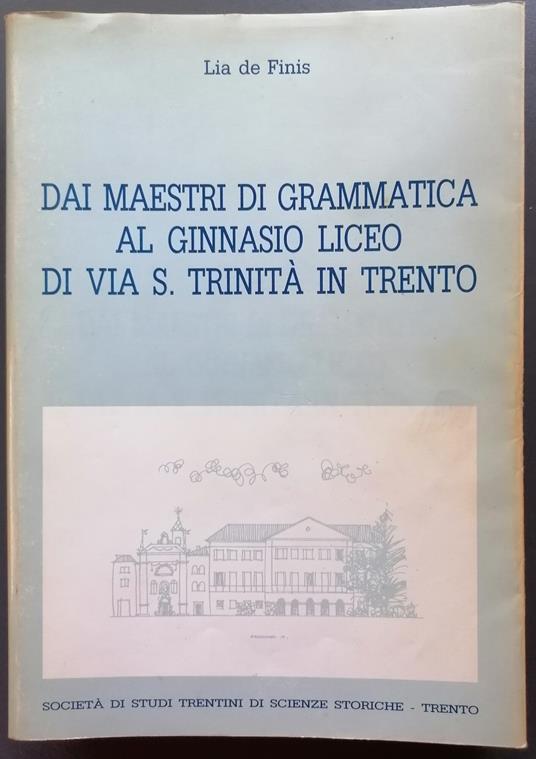 Lia de Finis
DAI MAESTRI DI GRAMMATICA
AL GINNASIO LICEO
DI VIA S. TRINITÀ IN TRENTO
SOCIETÀ DI STUDI TRENTINI DI SCIENZE STORICHE - TRENTO